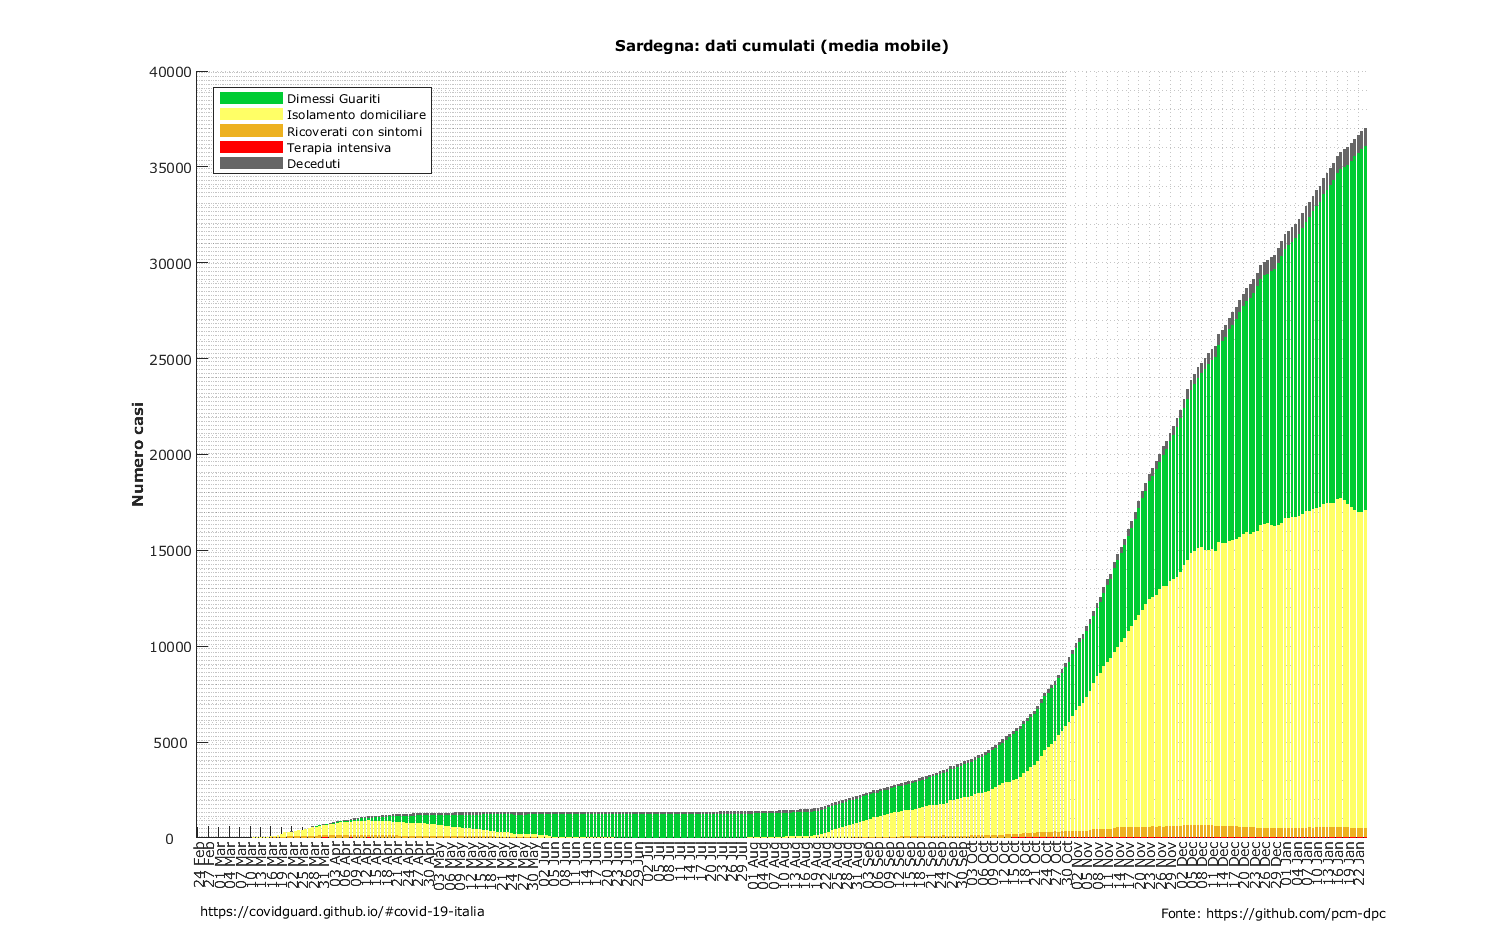 Sardegna: dati cumulati (media mobile)
40000
35000
30000
25000
20000
15000
10000
5000
0
Numero casi
Dimessi Guariti
Isolamento domiciliare
Ricoverati con sintomi
Terapia intensiva
Deceduti
24 Feb
27 Feb
01 Mar
04 Mar
07 Mar
10 Mar
13 Mar
16 Mar
19 Mar
22 Mar
25 Mar
28 Mar
31 Mar
03 Apr
06 Apr
09 Apr
12 Apr
15 Apr
18 Apr
21 Apr
24 Apr
27 Apr
30 Apr
03 May
06 May
09 May
12 May
15 May
18 May
21 May
24 May
27 May
30 May
02 Jun
05 Jun
08 Jun
11 Jun
14 Jun
17 Jun
20 Jun
23 Jun
26 Jun
29 Jun
02 Jul
05 Jul
08 Jul
11 Jul
14 Jul
17 Jul
20 Jul
23 Jul
26 Jul
29 Jul
01 Aug
04 Aug
07 Aug
10 Aug
13 Aug
16 Aug
19 Aug
22 Aug
25 Aug
28 Aug
31 Aug
03 Sep
06 Sep
09 Sep
12 Sep
15 Sep
18 Sep
21 Sep
24 Sep
27 Sep
30 Sep
03 Oct
06 Oct
09 Oct
12 Oct
15 Oct
18 Oct
21 Oct
24 Oct
27 Oct
30 Oct
02 Nov
05 Nov
08 Nov
11 Nov
14 Nov
17 Nov
20 Nov
23 Nov
26 Nov
29 Nov
02 Dec
05 Dec
08 Dec
11 Dec
14 Dec
17 Dec
20 Dec
23 Dec
26 Dec
29 Dec
01 Jan
04 Jan
07 Jan
10 Jan
13 Jan
16 Jan
19 Jan
22 Jan
https://covidguard.github.io/#covid-19-italia
Fonte: https://github.com/pcm-dpc